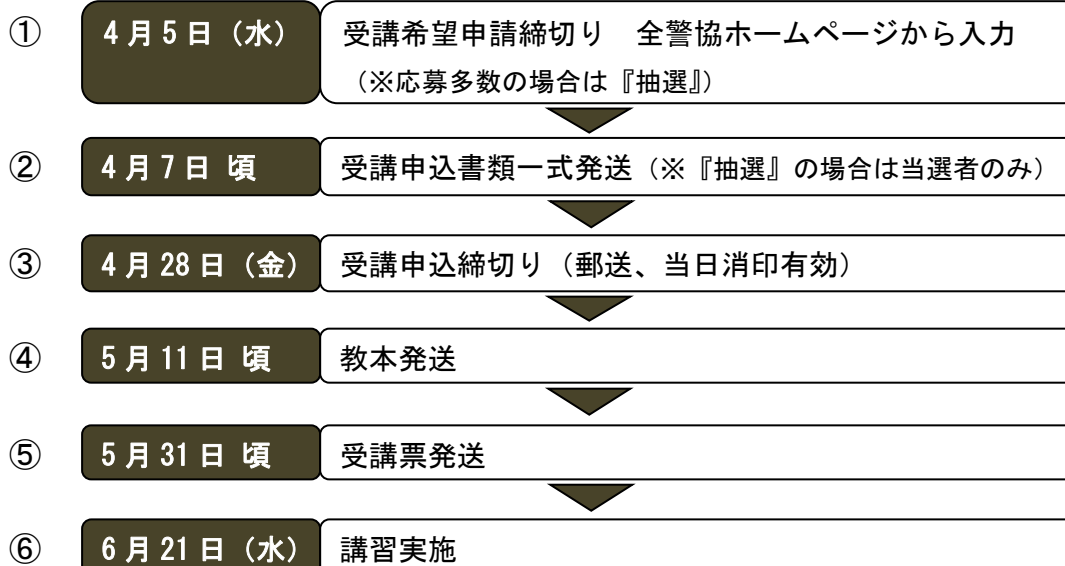 ① 4月5日（水） 受講希望申請締切り　全警協ホームページから入力
（※応募多数の場合は『抽選』）
② 4月7日 頃 受講申込書類一式発送（※『抽選』の場合は当選者のみ）
③ 4月28日（金） 受講申込締切り（郵送、当日消印有効）
④ 5月11日 頃 教本発送
⑤ 5月31日 頃 受講票発送
⑥ 6月21日（水） 講習実施